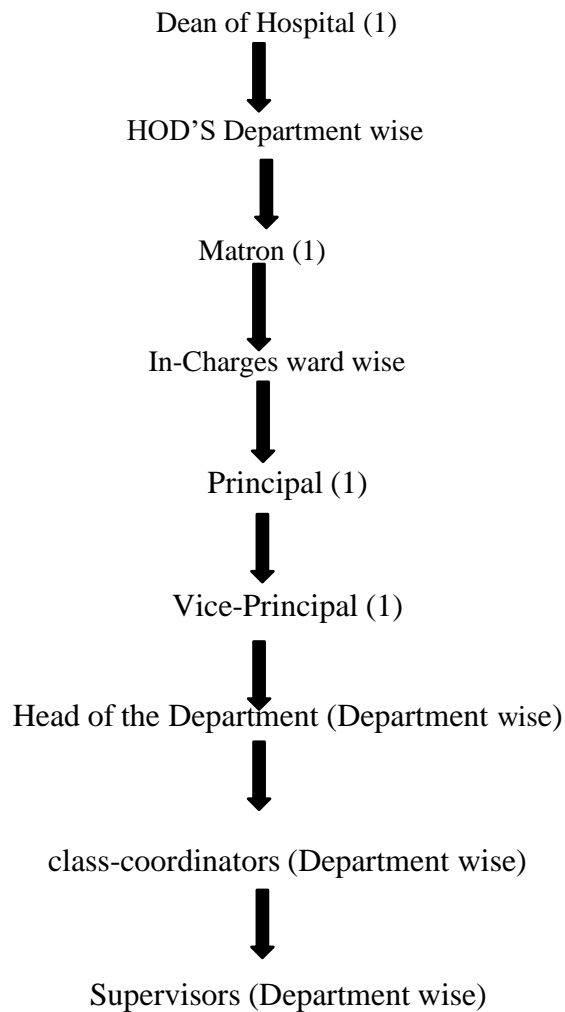 Dean of Hospital (1)
HOD’S Department wise
Matron (1)
In-Charges ward wise
Principal (1)
Vice-Principal (1)
Head of the Department (Department wise)
class-coordinators (Department wise)
Supervisors (Department wise)